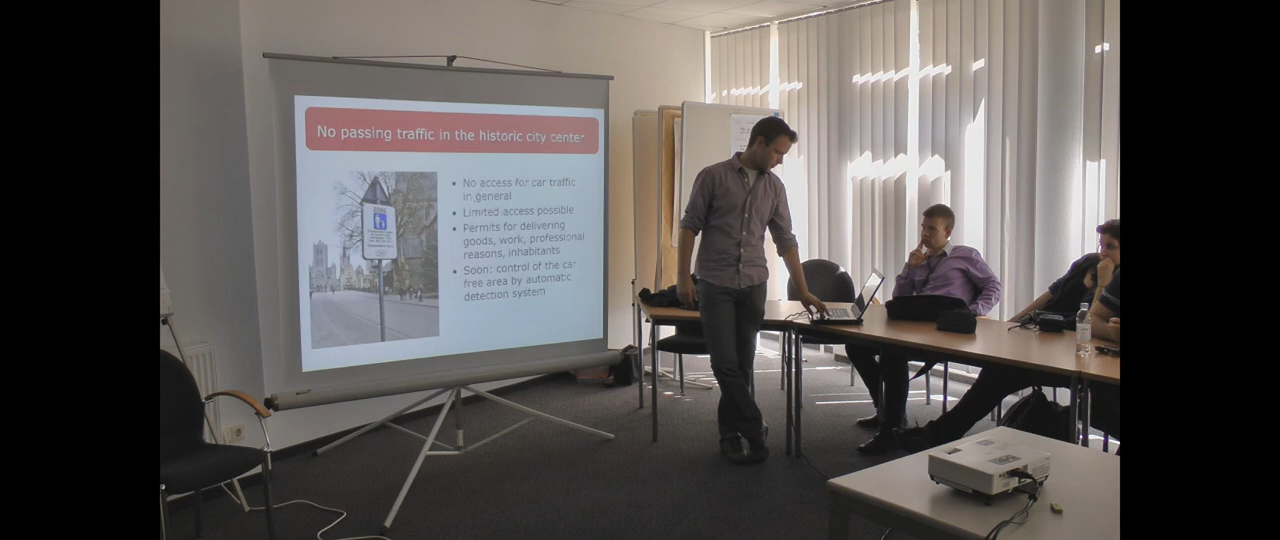 No passing traffic in the historic city center
• No access for car traffic
in general
• Limited access possible
• Permits for delivering
goods, work, professional
reasons, inhabitants
• Soon: control of the car
free area by automatic
detection system
ZONE